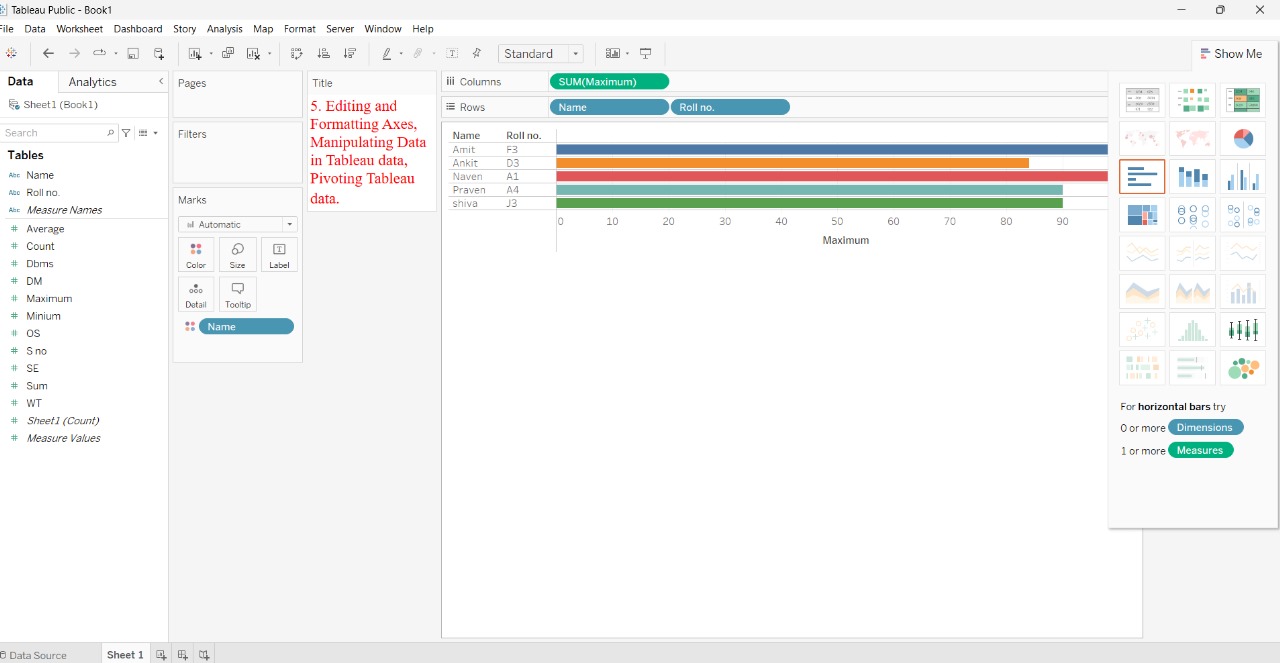 Tableau Public - Book1
File Data Worksheet Dashboard Story Analysis Map Format Server Window Help
Standard
Show Me
Data Analytics
Sheet1 (Book1)
Search
Tables
Abc Name
Abc Roll no.
Abc Measure Names
# Average
# Count
# Dbms
# DM
# Maximum
# Minium
# OS
# S no
# SE
# Sum
# WT
# Sheet1 (Count)
# Measure Values
Pages
Filters
Marks
Automatic
Color Size Label
Detail Tooltip
Name
Title
5. Editing and
Formatting Axes,
Manipulating Data
in Tableau data,
Pivoting Tableau
data.
Columns SUM(Maximum)
Rows Name Roll no.
Name Roll no.
Amit F3
Ankit D3
Naven A1
Praven A4
shiva J3
0 10 20 30 40 50 60 70 80 90
Maximum
For horizontal bars try
0 or more Dimensions
1 or more Measures
Data Source Sheet 1